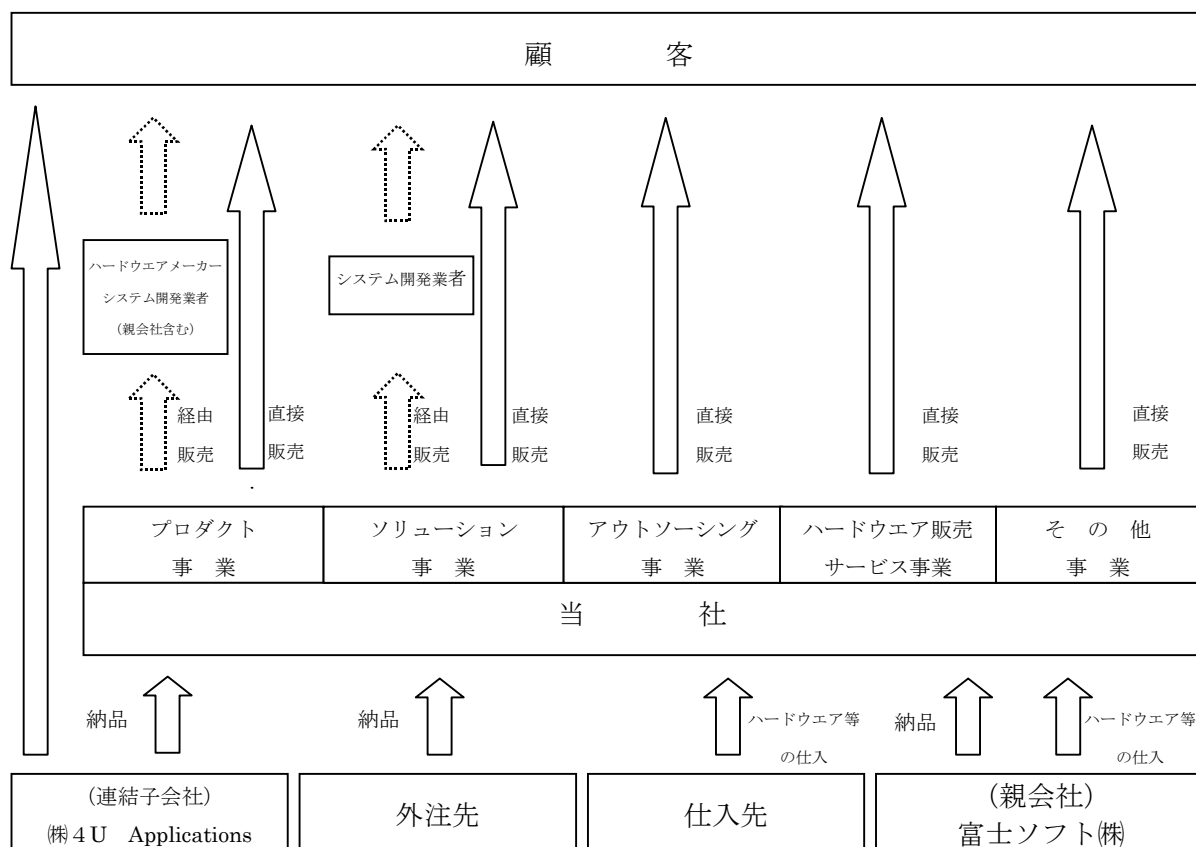 顧 客
ハードウエアメーカー
システム開発業者
(親会社含む)
システム開発業者
経由
販売
直接
販売
経由
販売
直接
販売
直接
販売
直接
販売
直接
販売
プロダクト
事 業
ソリューション
事 業
アウトソーシング
事 業
ハードウエア販売
サービス事業
そ の 他
事 業
当 社
納品
納品
ハードウエア等
の仕入
納品
ハードウエア等
の仕入
(連結子会社)
㈱4U Applications
外注先
仕入先
(親会社)
富士ソフト㈱